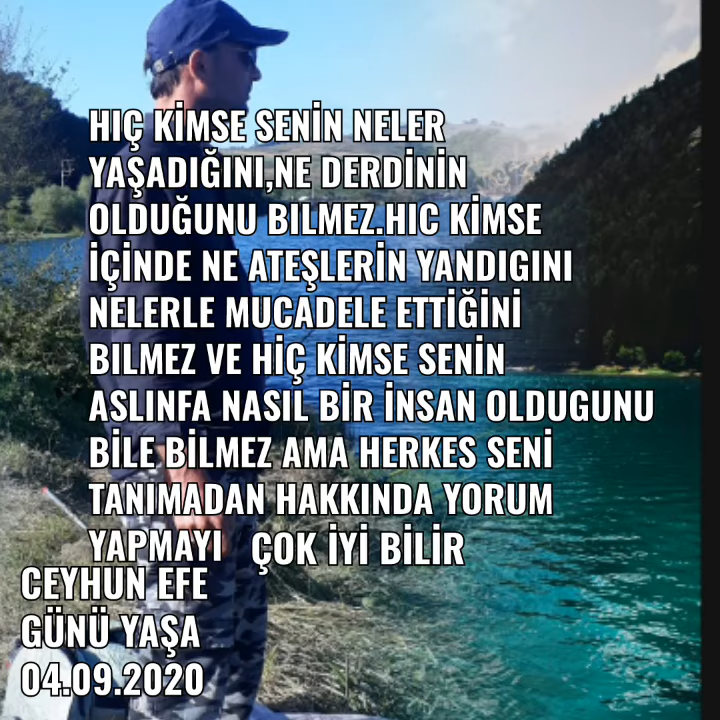 HIÇ KİMSE SENİN NELER
YAŞADIĞINI,NE DERDİNİN
OLDUĞUNU BILMEZ.HIC KİMSE
İÇİNDE NE ATEŞLERİN YANDIGINI
NELERLE MUCADELE ETTİĞİNİ
BILMEZ VE HİÇ KİMSE SENİN
ASLINFA NASIL BİR İNSAN OLDUGUNU
BİLE BİLMEZ AMA HERKES SENİ
TANIMADAN HAKKINDA YORUM
YAPMAYI ÇOK İYİ BİLİR
CEYHUN EFE
GÜNÜ YAŞA
04.09.2020